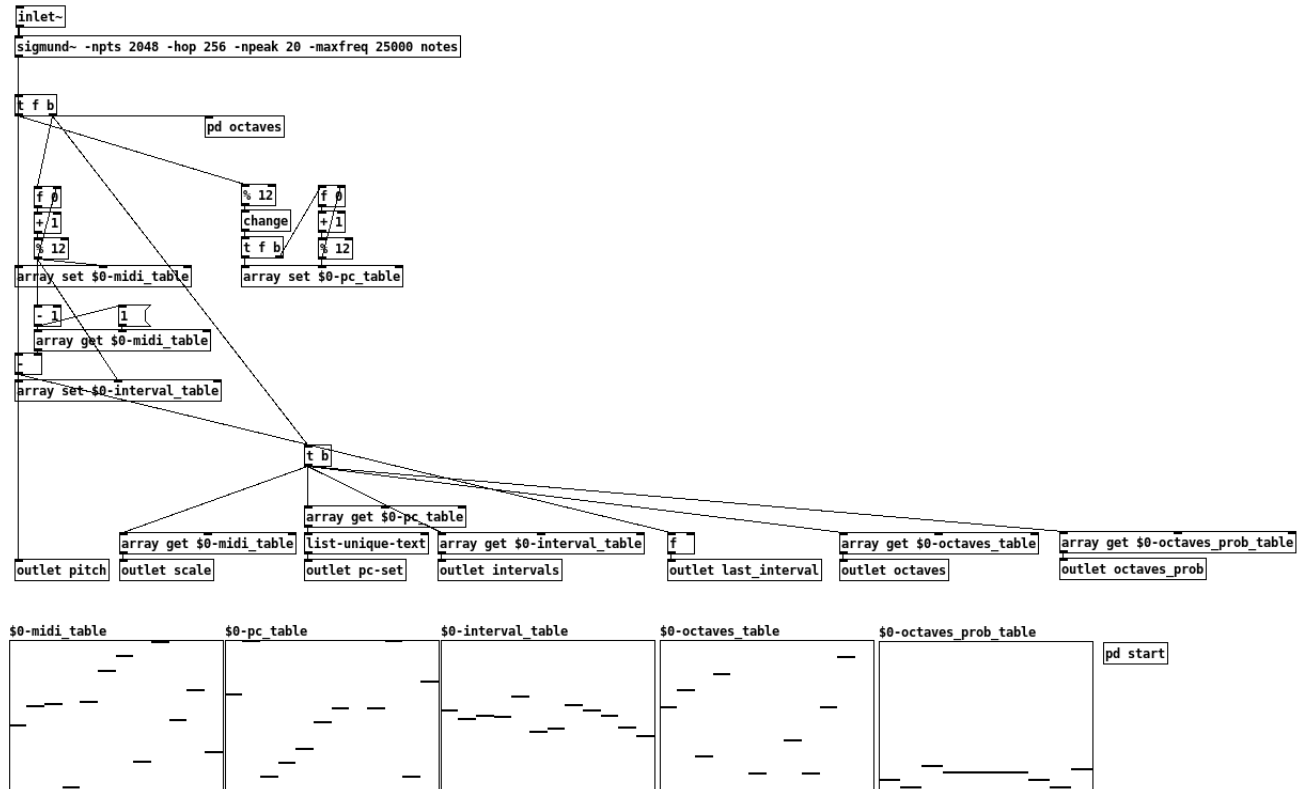 inlet~
sigmund~ -npts 2048 -hop 256 -npeak 20 -maxfreq 25000 notes
t f b
pd octaves
f 0
% 12
f 0
+ 1
change
+ 1
% 12
t f b
% 12
array set $0-midi_table
array set $0-pc_table
- 1
1
array get $0-midi_table
-
array set $0-interval_table
t b
array get $0-pc_table
array get $0-midi_table
list-unique-text
array get $0-interval_table
f
array get $0-octaves_table
array get $0-octaves_prob_table
outlet pitch
outlet scale
outlet pc-set
outlet intervals
outlet last_interval
outlet octaves
outlet octaves_prob
$0-midi_table
$0-pc_table
$0-interval_table
$0-octaves_table
$0-octaves_prob_table
pd start